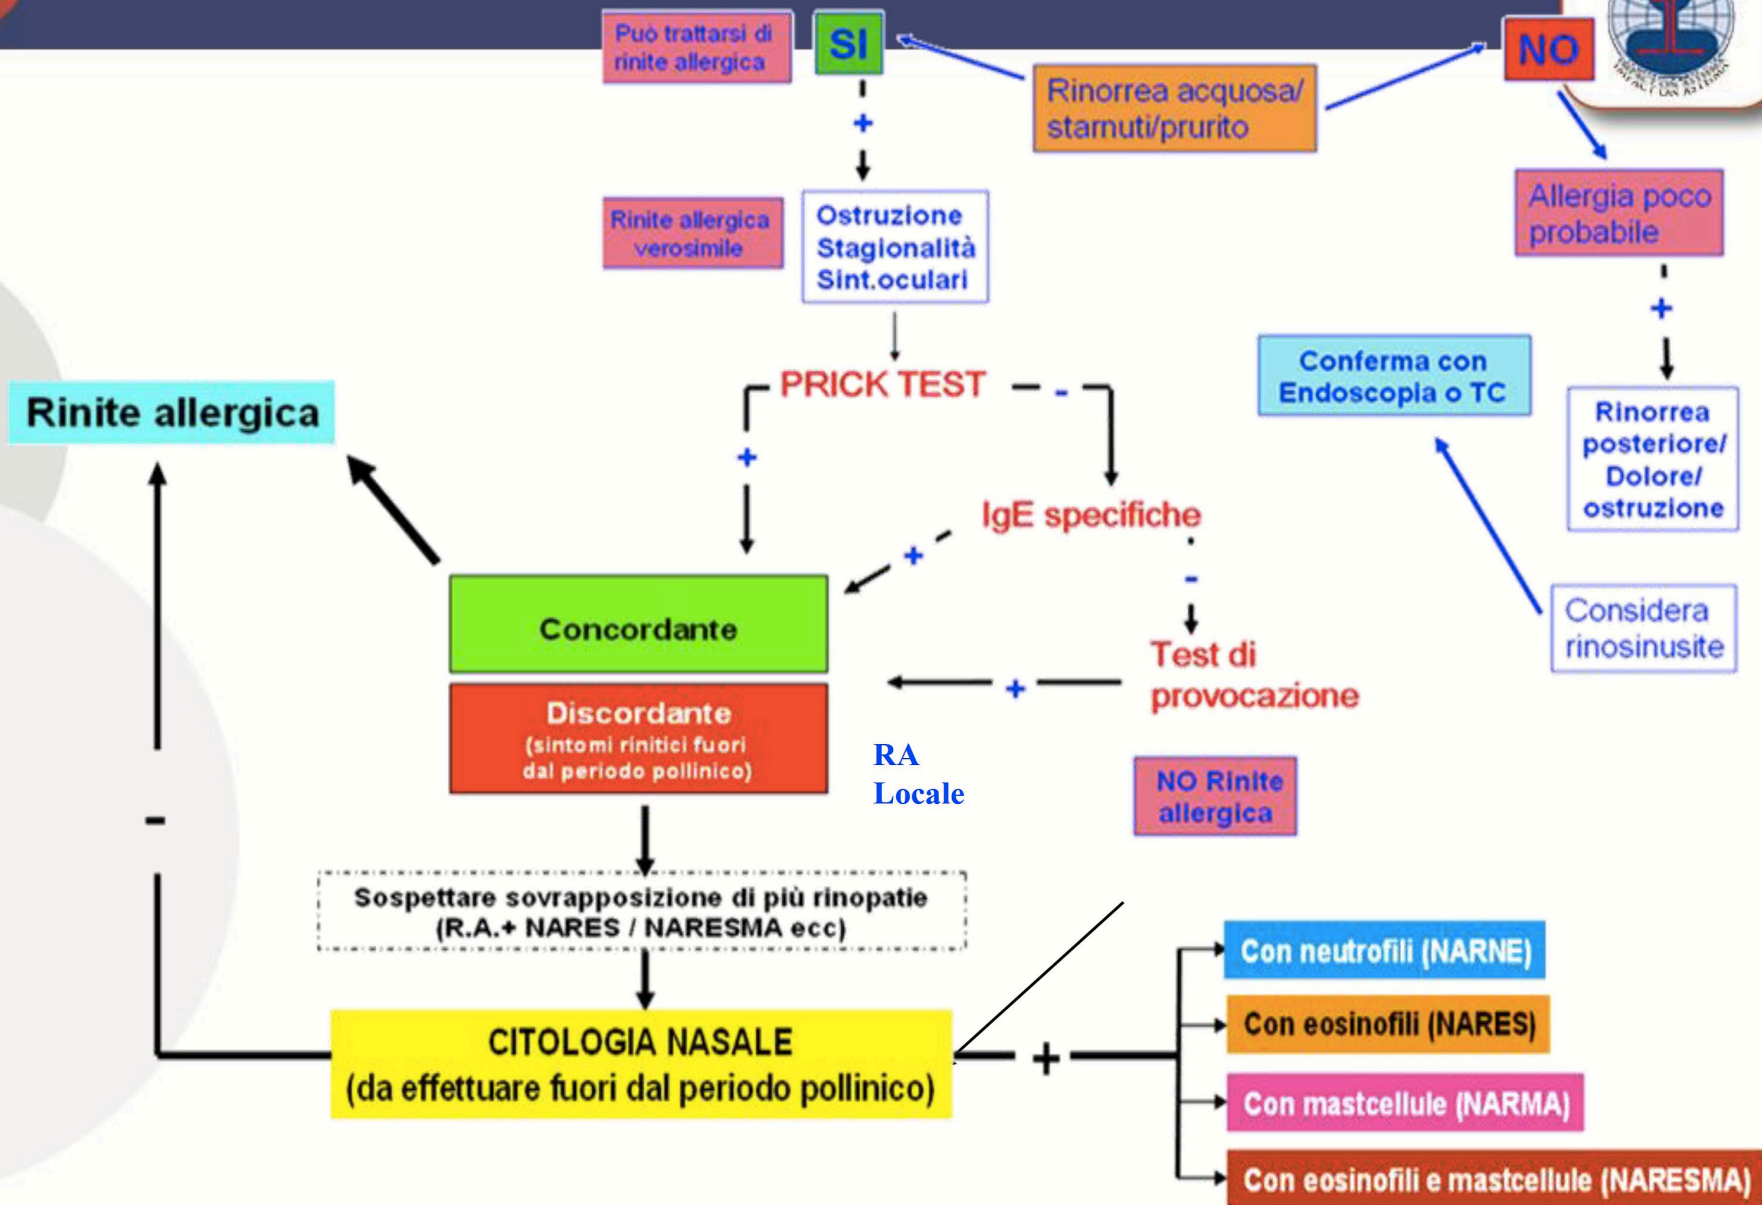 Può trattarsi di
rinite allergica
SI
Rinorrea acquosa/
starnuti/prurito
NO
+
Rinite allergica
verosimile
Ostruzione
Stagionalità
Sint.oculari
Allergia poco
probabile
+
PRICK TEST
-
Conferma con
Endoscopia o TC
Rinite allergica
+
Rinorrea
posteriore/
Dolore/
ostruzione
IgE specifiche
+
-
Concordante
Considera
rinosinusite
Test di
provocazione
+
Discordante
(sintomi rinitici fuori
dal periodo pollinico)
RA
Locale
NO Rinite
allergica
-
Sospettare sovrapposizione di più rinopatie
(R.A.+ NARES / NARESMA ecc)
CITOLOGIA NASALE
(da effettuare fuori dal periodo pollinico)
+
Con neutrofili (NARNE)
Con eosinofili (NARES)
Con mastcellule (NARMA)
Con eosinofili e mastcellule (NARESMA)